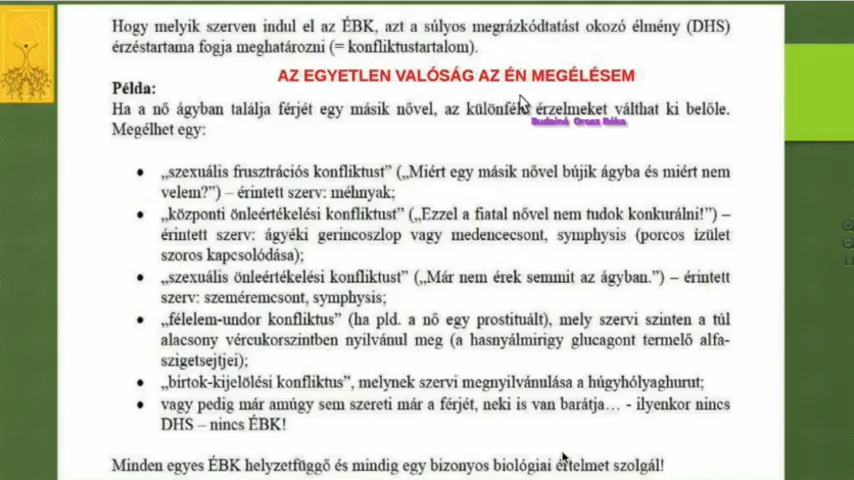 Hogy melyik szerven indul el az ÉBK, azt a súlyos megrázkódtatást okozó élmény (DHS)
érzéstartama fogja meghatározni (= konfliktustartalom).
AZ EGYETLEN VALÓSÁG AZ ÉN MEGÉLÉSEM
Példa:
Ha a nő ágyban találja férjét egy másik nővel, az különféle érzelmeket válthat ki belőle.
Budainé Orosz Réka
Megélhet egy:
• „szexuális frusztrációs konfliktust” („Miért egy másik nővel bújik ágyba és miért nem
velem?”) – érintett szerv: méhnyak;
• „központi önleértékelési konfliktust” („Ezzel a fiatal nővel nem tudok konkurálni!”) –
érintett szerv: ágyéki gerincoszlop vagy medencecsont, symphysis (porcos izület
szoros kapcsolódása);
• „szexuális önleértékelési konfliktust” („Már nem érek semmit az ágyban.”) – érintett
szerv: szeméremcsont, symphysis;
• „félelem-undor konfliktus” (ha pld. a nő egy prostituált), mely szervi szinten a túl
alacsony vércukorszintben nyilvánul meg (a hasnyálmirigy glucagont termelő alfa-
szigetsejtjei);
• „birtok-kijelölési konfliktus”, melynek szervi megnyilvánulása a húgyhólyaghurut;
• vagy pedig már amúgy sem szereti már a férjét, neki is van barátja… - ilyenkor nincs
DHS – nincs ÉBK!
Minden egyes ÉBK helyzetfüggő és mindig egy bizonyos biológiai értelmet szolgál!